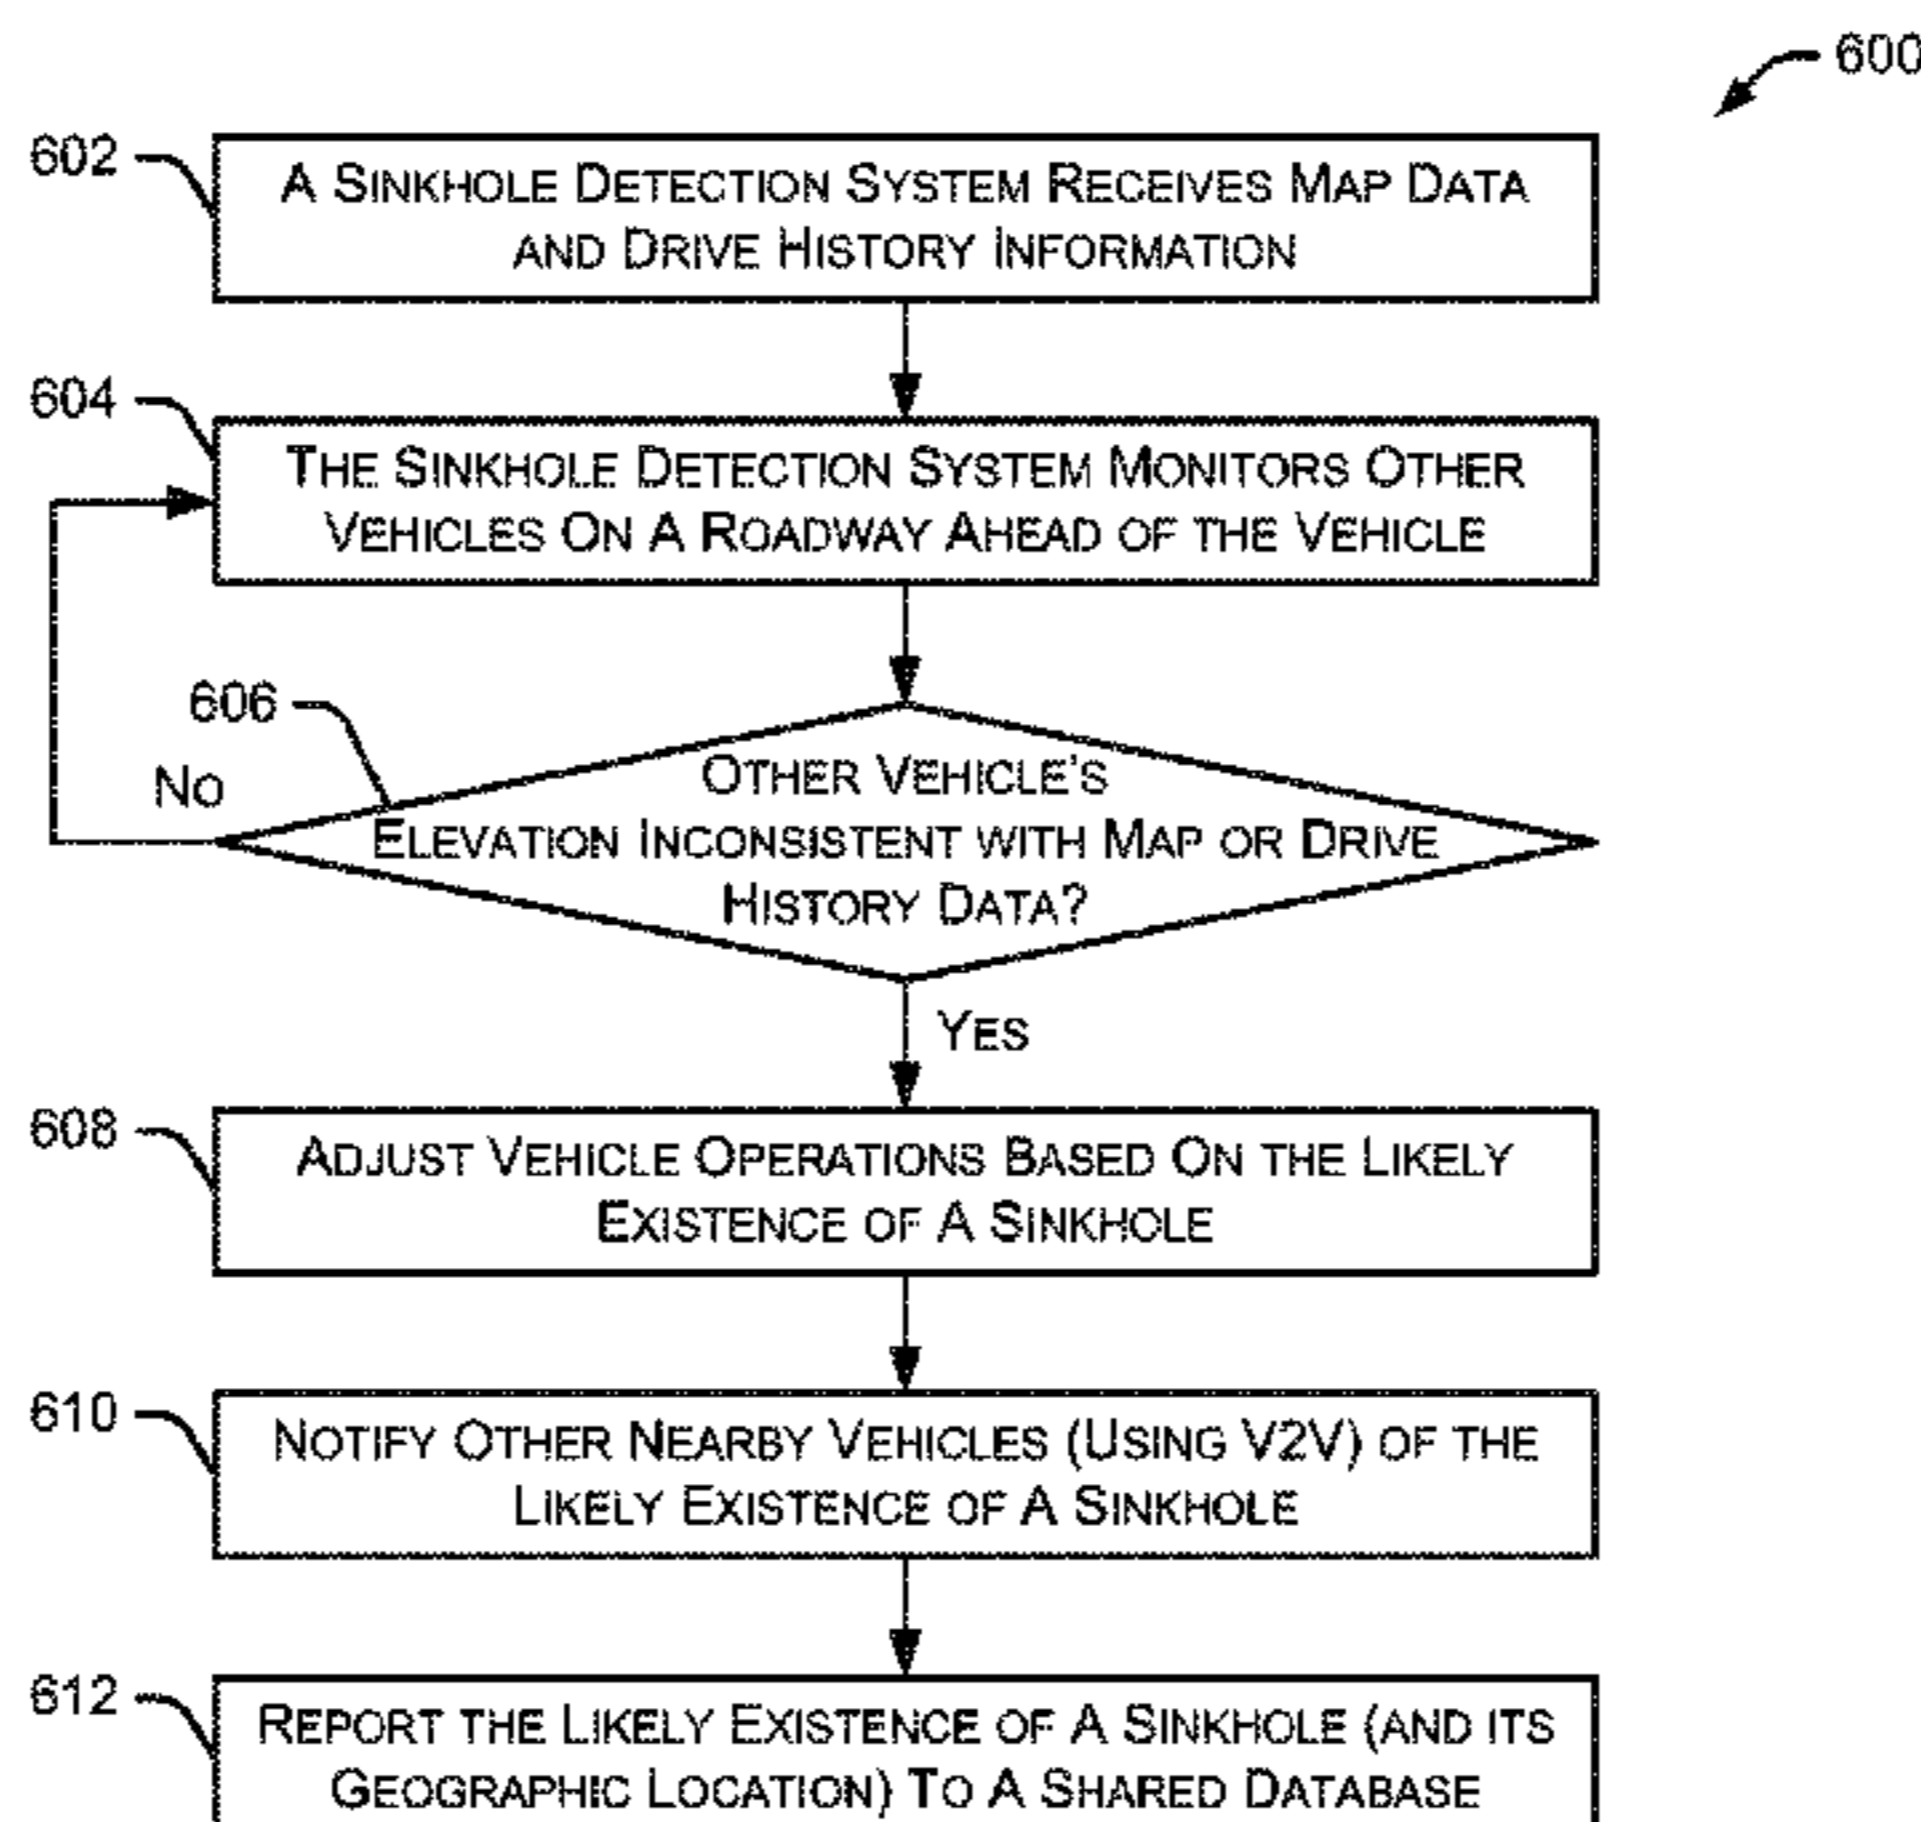 600
602
A SINKHOLE DETECTION SYSTEM RECEIVES MAP DATA
AND DRIVE HISTORY INFORMATION
604
THE SINKHOLE DETECTION SYSTEM MONITORS OTHER
VEHICLES ON A ROADWAY AHEAD OF THE VEHICLE
606
NO
OTHER VEHICLE'S
ELEVATION INCONSISTENT WITH MAP OR DRIVE
HISTORY DATA?
YES
608
ADJUST VEHICLE OPERATIONS BASED ON THE LIKELY
EXISTENCE OF A SINKHOLE
610
NOTIFY OTHER NEARBY VEHICLES (USING V2V) OF THE
LIKELY EXISTENCE OF A SINKHOLE
612
REPORT THE LIKELY EXISTENCE OF A SINKHOLE (AND ITS
GEOGRAPHIC LOCATION) TO A SHARED DATABASE